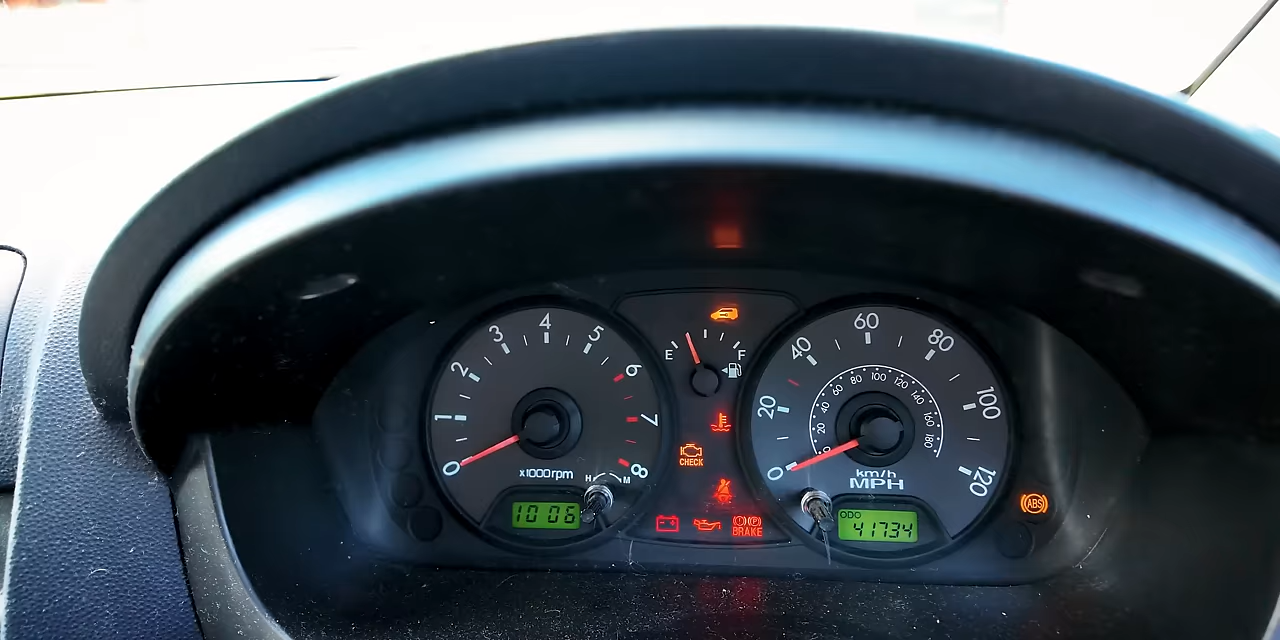 0 1 2 3 4 5 6 7 8
x1000rpm
H M
10 06
E F
CHECK
BRAKE
0 20 40 60 80 100 120
0 20 40 60 80 100 120 140 160 180
km/h
MPH
ODO
41734
ABS